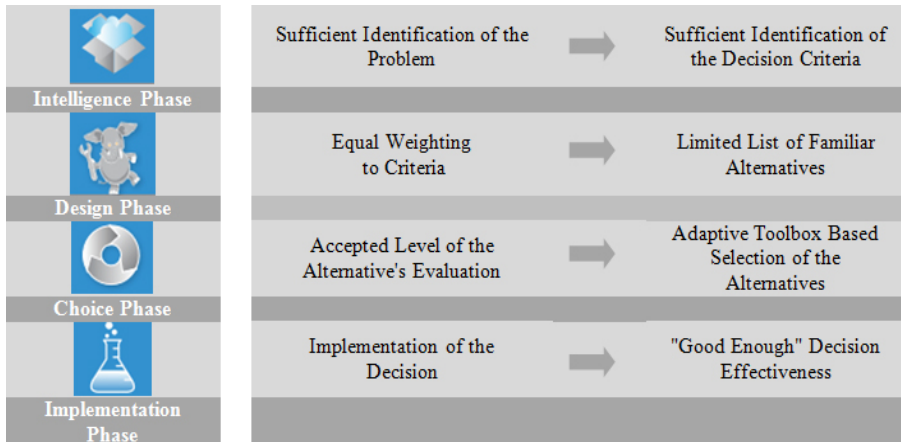 Sufficient Identification of the
Problem
Sufficient Identification of
the Decision Criteria
Intelligence Phase
Equal Weighting
to Criteria
Limited List of Familiar
Alternatives
Design Phase
Accepted Level of the
Alternative's Evaluation
Adaptive Toolbox Based
Selection of the
Alternatives
Choice Phase
Implementation of the
Decision
"Good Enough" Decision
Effectiveness
Implementation
Phase